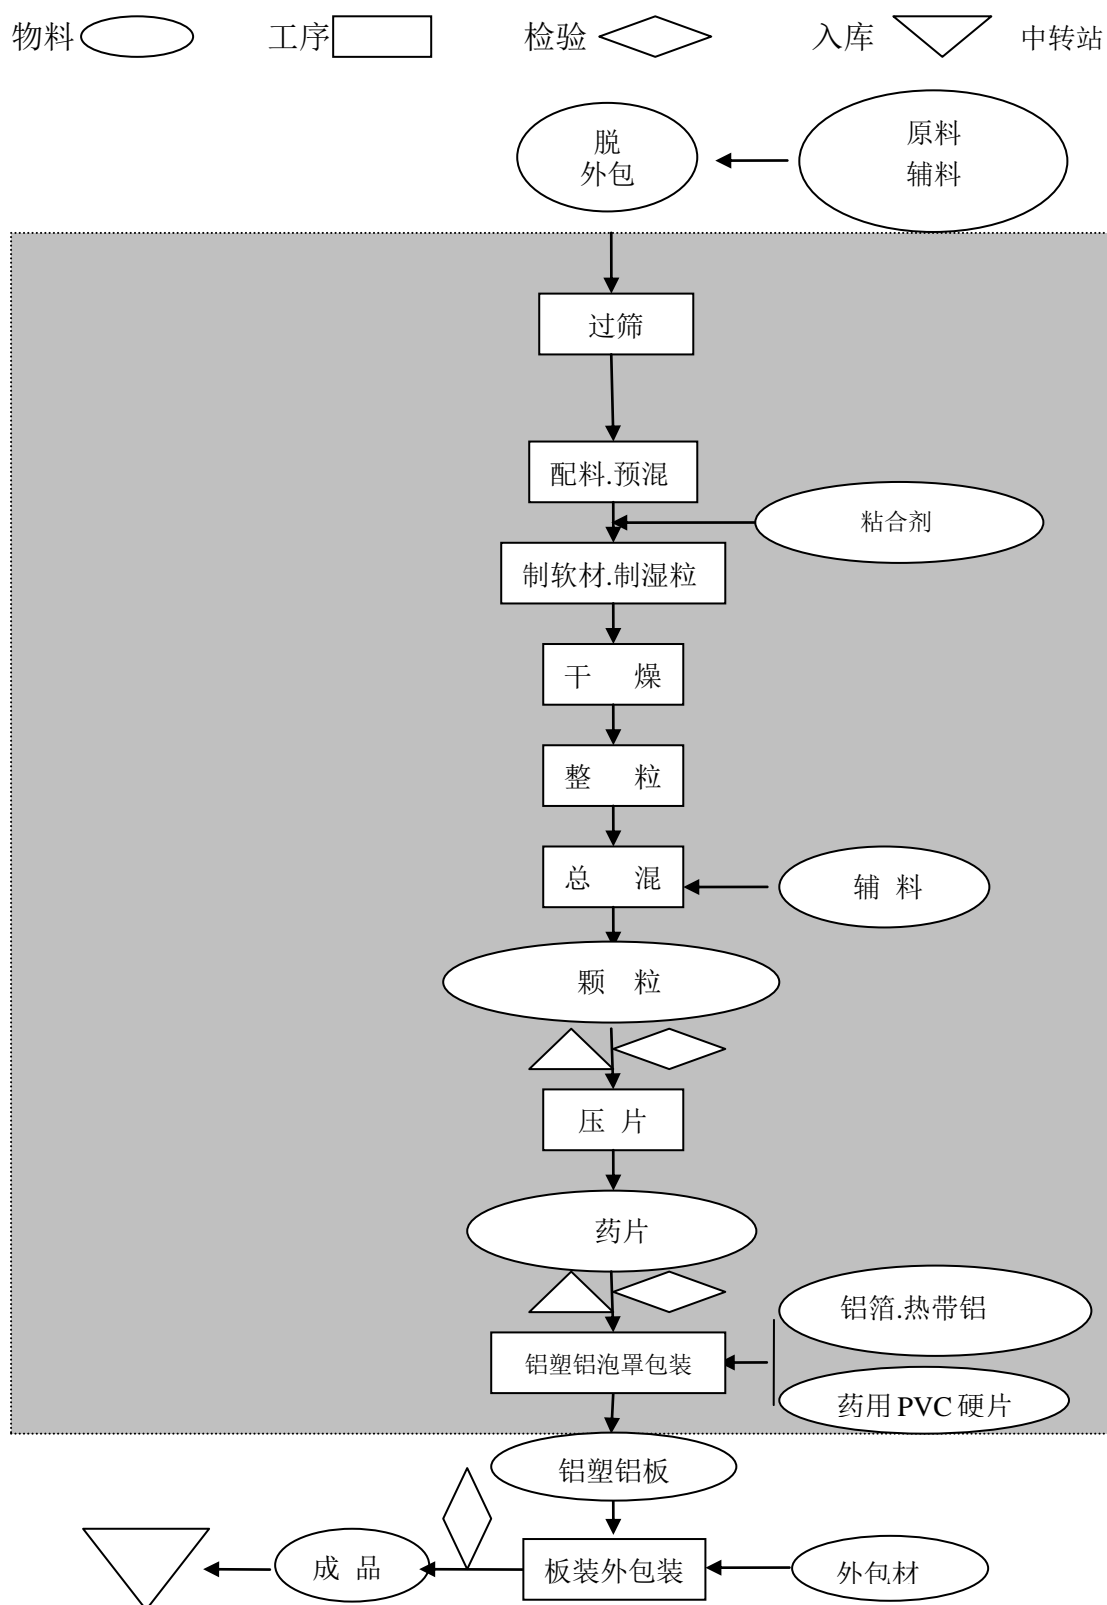 物料 工序 检验 入库 中转站
脱
外包
原料
辅料
过筛
配料.预混
粘合剂
制软材.制湿粒
干 燥
整 粒
总 混
辅 料
颗 粒
压 片
药片
铝箔.热带铝
铝塑铝泡罩包装
药用PVC硬片
铝塑铝板
成 品
板装外包装
外包材